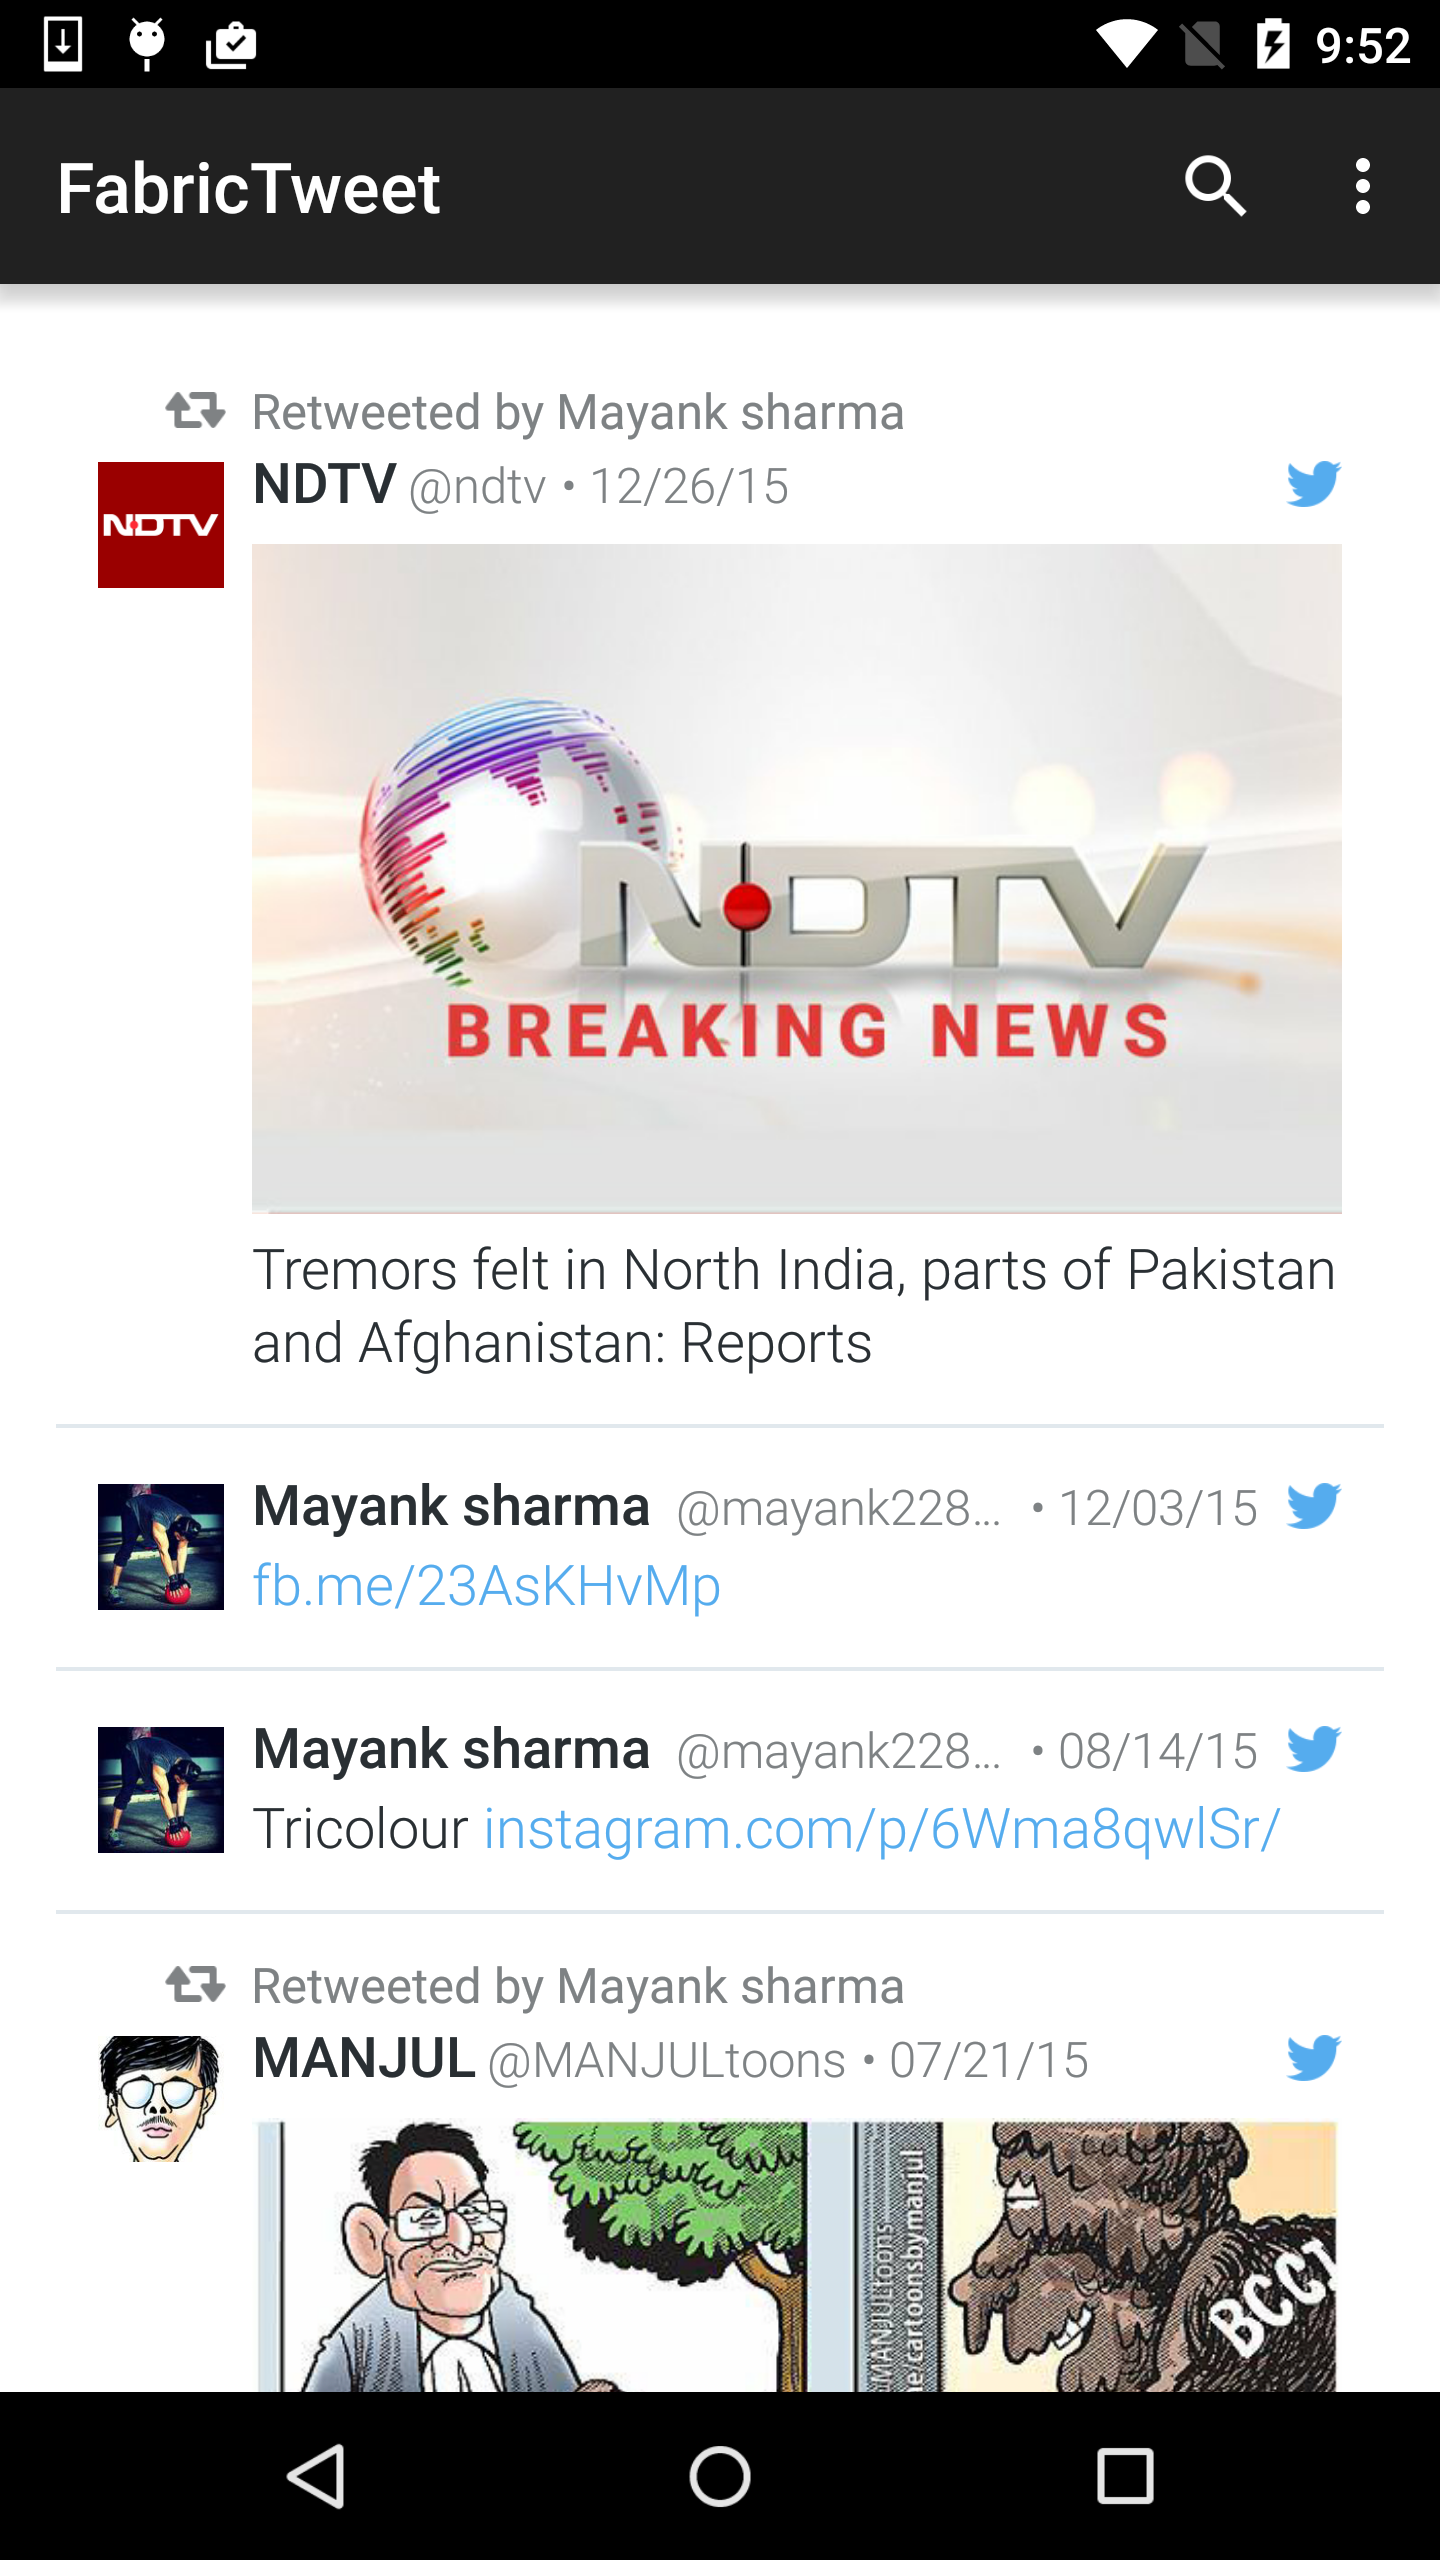 9:52
FabricTweet
Retweeted by Mayank sharma
NDTV @ndtv • 12/26/15
NDTV
NDTV
BREAKING NEWS
Tremors felt in North India, parts of Pakistan
and Afghanistan: Reports
Mayank sharma @mayank228... • 12/03/15
fb.me/23AsKHvMp
Mayank sharma @mayank228... • 08/14/15
Tricolour instagram.com/p/6Wma8qwlSr/
Retweeted by Mayank sharma
MANJUL @MANJULtoons • 07/21/15
MANJULtoons
e/cartoonsbymanjul
BCCI